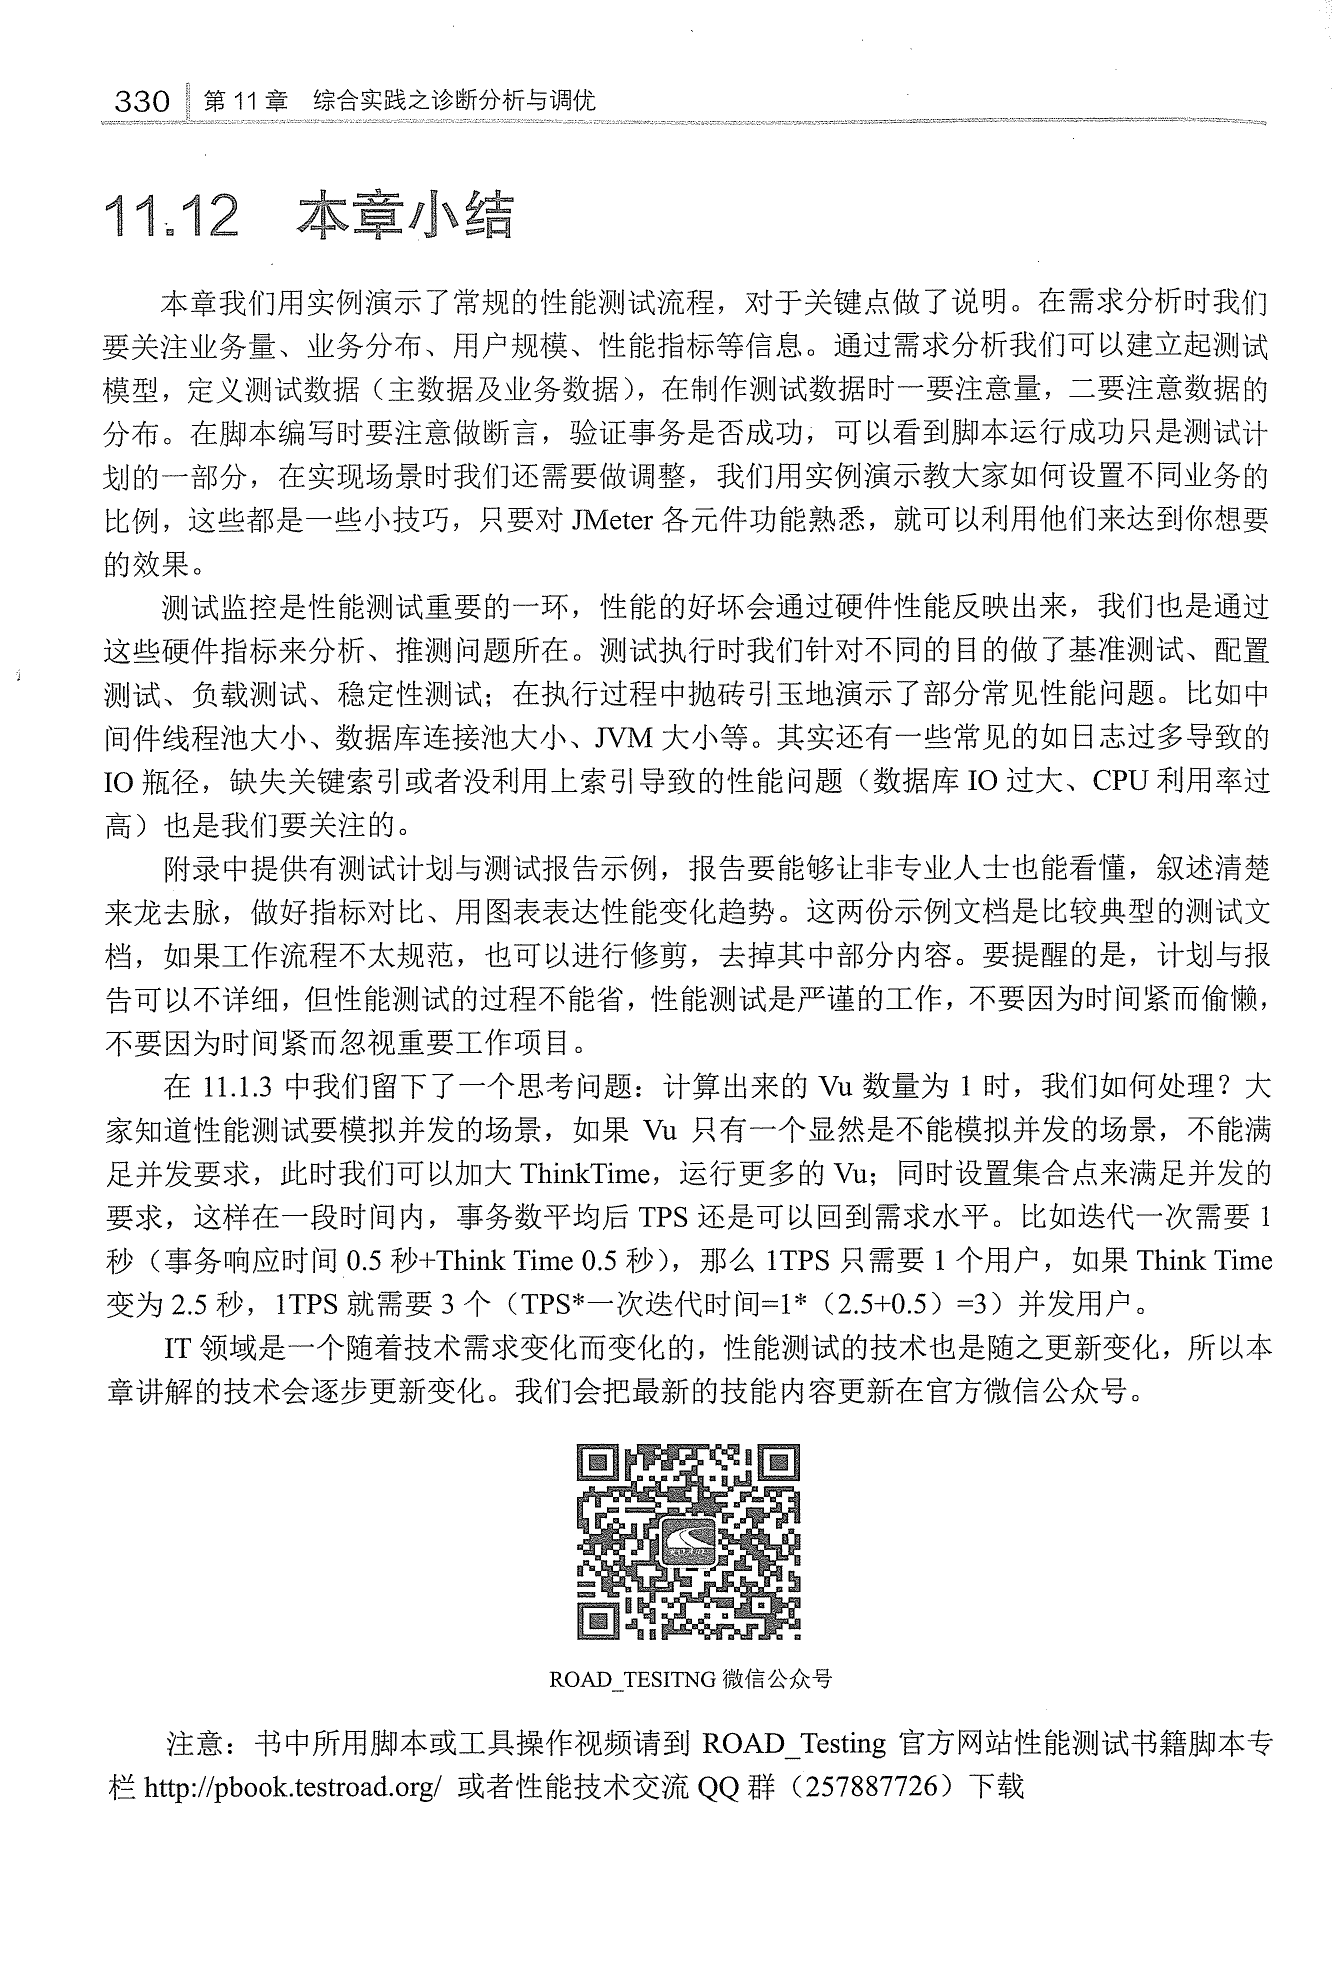 330 第 11 章 综合实践之诊断分析与调优
11.12 本章小结
本章我们用实例演示了常规的性能测试流程，对于关键点做了说明。在需求分析时我们
要关注业务量、业务分布、用户规模、性能指标等信息。通过需求分析我们可以建立起测试
模型，定义测试数据（主数据及业务数据），在制作测试数据时一要注意量，二要注意数据的
分布。在脚本编写时要注意做断言，验证事务是否成功，可以看到脚本运行成功只是测试计
划的一部分，在实现场景时我们还需要做调整，我们用实例演示教大家如何设置不同业务的
比例，这些都是一些小技巧，只要对 JMeter 各元件功能熟悉，就可以利用他们来达到你想要
的效果。
测试监控是性能测试重要的一环，性能的好坏会通过硬件性能反映出来，我们也是通过
这些硬件指标来分析、推测问题所在。测试执行时我们针对不同的目的做了基准测试、配置
测试、负载测试、稳定性测试；在执行过程中抛砖引玉地演示了部分常见性能问题。比如中
间件线程池大小、数据库连接池大小、JVM 大小等。其实还有一些常见的如日志过多导致的
IO 瓶径，缺失关键索引或者没利用上索引导致的性能问题（数据库 IO 过大、CPU 利用率过
高）也是我们要关注的。
附录中提供有测试计划与测试报告示例，报告要能够让非专业人士也能看懂，叙述清楚
来龙去脉，做好指标对比、用图表表达性能变化趋势。这两份示例文档是比较典型的测试文
档，如果工作流程不太规范，也可以进行修剪，去掉其中部分内容。要提醒的是，计划与报
告可以不详细，但性能测试的过程不能省，性能测试是严谨的工作，不要因为时间紧而偷懒，
不要因为时间紧而忽视重要工作项目。
在 11.1.3 中我们留下了一个思考问题：计算出来的 Vu 数量为 1 时，我们如何处理？大
家知道性能测试要模拟并发的场景，如果 Vu 只有一个显然是不能模拟并发的场景，不能满
足并发要求，此时我们可以加大 ThinkTime，运行更多的 Vu；同时设置集合点来满足并发的
要求，这样在一段时间内，事务数平均后 TPS 还是可以回到需求水平。比如迭代一次需要 1
秒（事务响应时间 0.5 秒+Think Time 0.5 秒），那么 1TPS 只需要 1 个用户，如果 Think Time
变为 2.5 秒，1TPS 就需要 3 个（TPS*一次迭代时间=1*（2.5+0.5）=3）并发用户。
IT 领域是一个随着技术需求变化而变化的，性能测试的技术也是随之更新变化，所以本
章讲解的技术会逐步更新变化。我们会把最新的技能内容更新在官方微信公众号。
ROAD_TESITNG 微信公众号
注意：书中所用脚本或工具操作视频请到 ROAD_Testing 官方网站性能测试书籍脚本专
栏 http://pbook.testroad.org/ 或者性能技术交流 QQ 群（257887726）下载